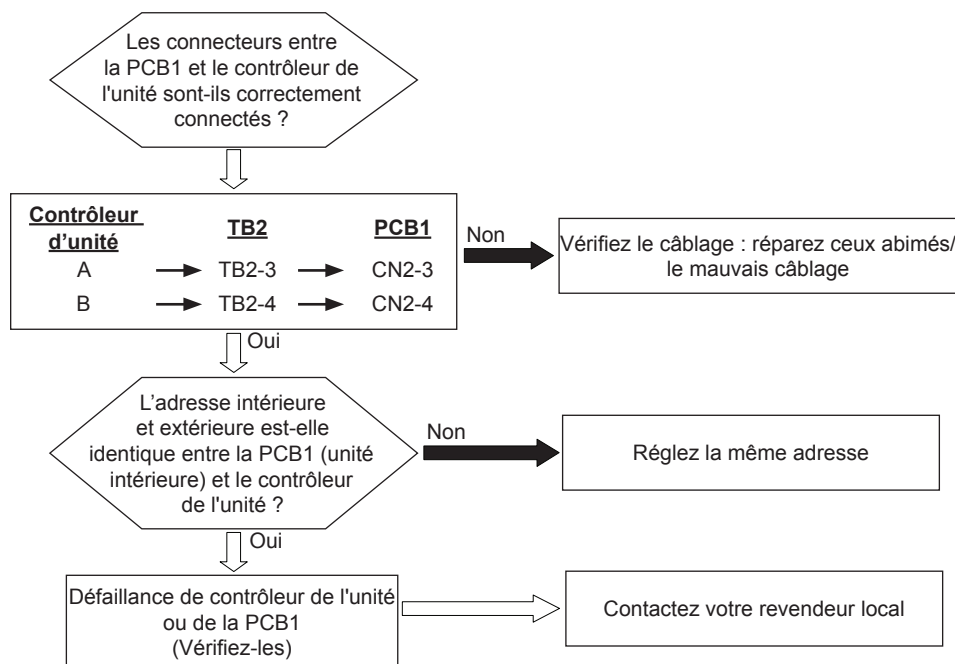 Les connecteurs entre
la PCB1 et le contrôleur de
l'unité sont-ils correctement
connectés ?
Contrôleur
d’unité
TB2
PCB1
A
TB2-3
CN2-3
B
TB2-4
CN2-4
Non
Vérifiez le câblage : réparez ceux abimés/
le mauvais câblage
Oui
L’adresse intérieure
et extérieure est-elle
identique entre la PCB1 (unité
intérieure) et le contrôleur
de l'unité ?
Non
Réglez la même adresse
Oui
Défaillance de contrôleur de l'unité
ou de la PCB1
(Vérifiez-les)
Contactez votre revendeur local